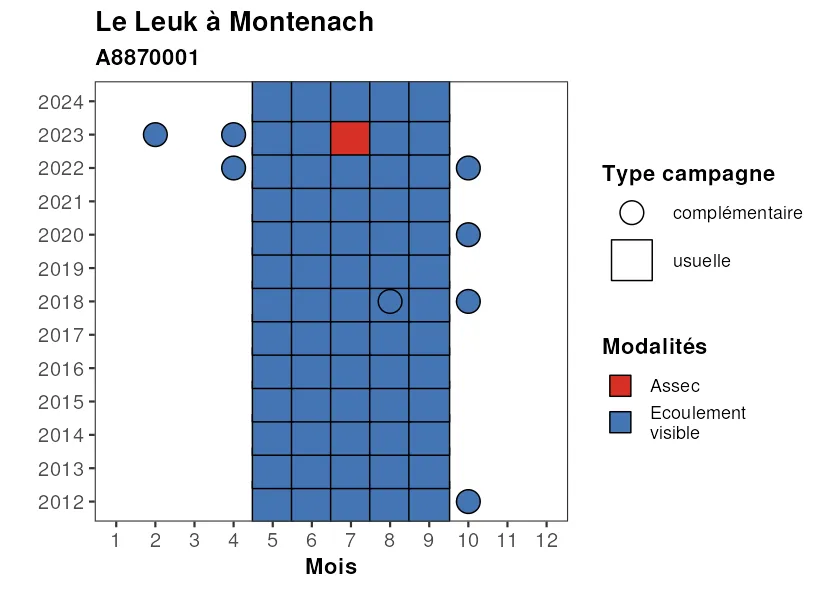 Le Leuk à Montenach
A8870001
2024
2023
2022
2021
2020
2019
2018
2017
2016
2015
2014
2013
2012
1 2 3 4 5 6 7 8 9 10 11 12
Mois
Type campagne
complémentaire
usuelle
Modalités
Assec
Ecoulement
visible